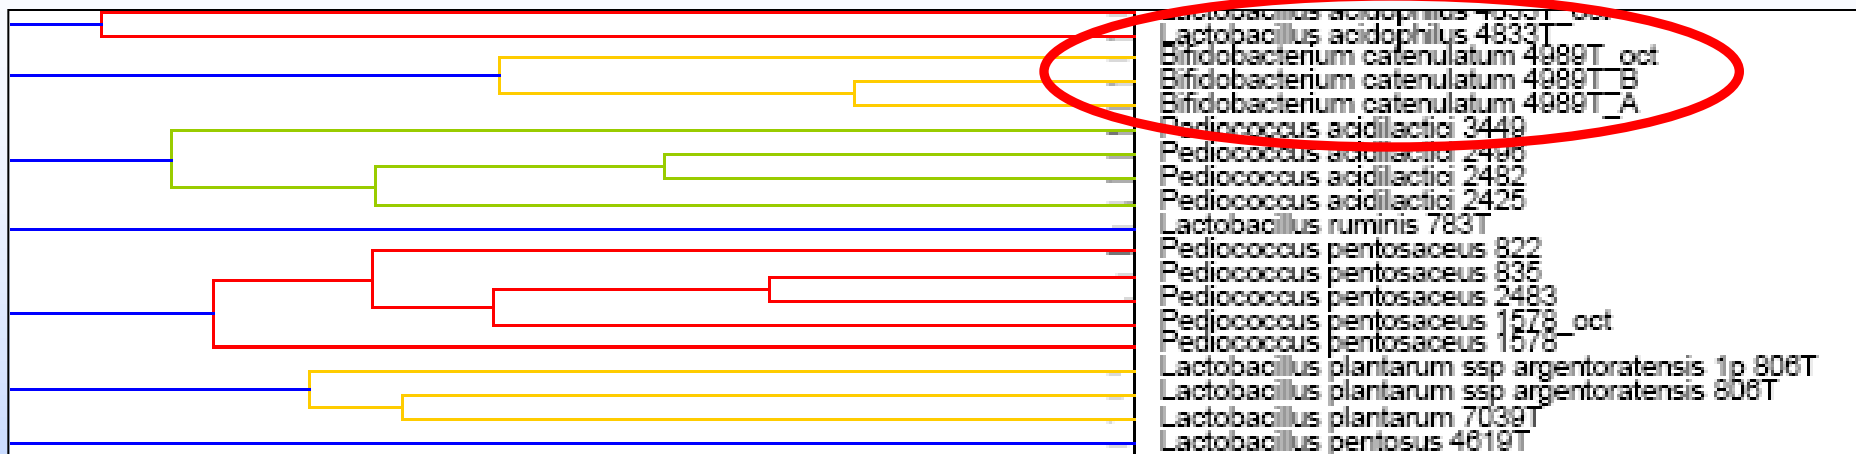 Lactobacillus acidophilus
Lactobacillus acidophilus 4833T
Bifidobacterium catenulatum 4989T_oct
Bifidobacterium catenulatum 4989T_B
Bifidobacterium catenulatum 4989T_A
Pediococcus acidilactici 3449
Pediococcus acidilactici 2496
Pediococcus acidilactici 2482
Pediococcus acidilactici 2425
Lactobacillus ruminis 783T
Pediococcus pentosaceus 822
Pediococcus pentosaceus 835
Pediococcus pentosaceus 2483
Pediococcus pentosaceus 1578_oct
Pediococcus pentosaceus 1578
Lactobacillus plantarum ssp argentoratensis 1p 806T
Lactobacillus plantarum ssp argentoratensis 806T
Lactobacillus plantarum 7039T
Lactobacillus pentosus 4619T